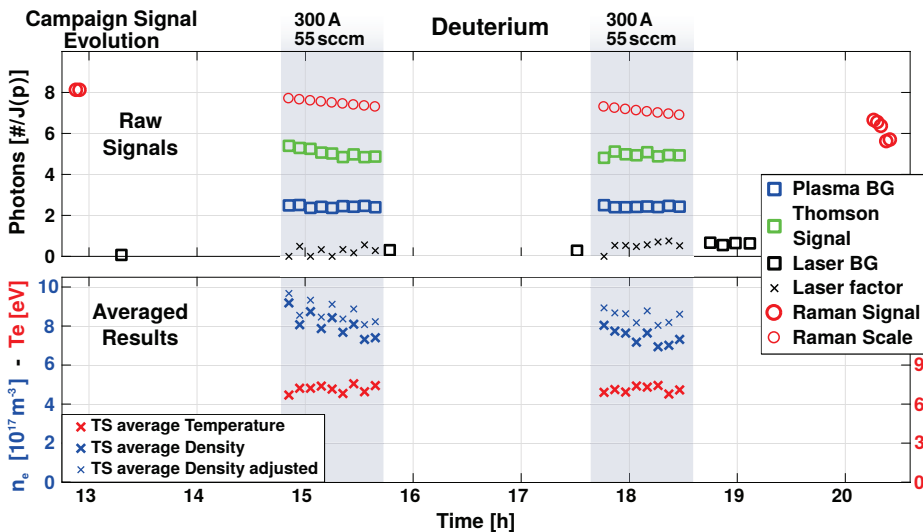 Campaign Signal
Evolution
300 A
55 sccm
Deuterium
300 A
55 sccm
Photons [#/J(p)]
8
6
4
2
0
Raw
Signals
Plasma BG
Thomson
Signal
Laser BG
Laser factor
Raman Signal
Raman Scale
n_e [10^17 m^-3] - Te [eV]
10
8
6
4
2
0
Averaged
Results
9
6
3
0
TS average Temperature
TS average Density
TS average Density adjusted
13
14
15
16
17
18
19
20
Time [h]